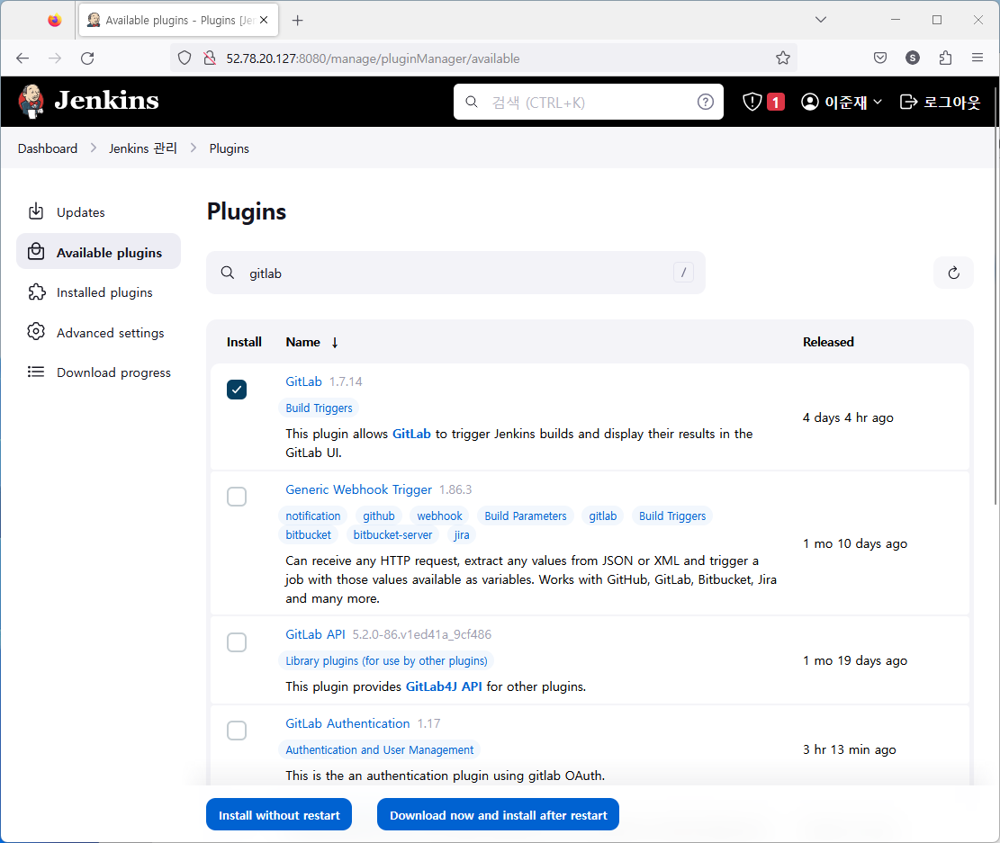 Available plugins - Plugins [Jen
52.78.20.127:8080/manage/pluginManager/available
S
Jenkins
검색 (CTRL+K)
?
1
이준재
로그아웃
Dashboard
Jenkins 관리
Plugins
Updates
Available plugins
Installed plugins
Advanced settings
Download progress
Plugins
gitlab
/
Install Name ↓ Released
GitLab 1.7.14
Build Triggers
This plugin allows GitLab to trigger Jenkins builds and display their results in the
GitLab UI.
4 days 4 hr ago
Generic Webhook Trigger 1.86.3
notification github webhook Build Parameters gitlab Build Triggers
bitbucket bitbucket-server jira
Can receive any HTTP request, extract any values from JSON or XML and trigger a
job with those values available as variables. Works with GitHub, GitLab, Bitbucket, Jira
and many more.
1 mo 10 days ago
GitLab API 5.2.0-86.v1ed41a_9cf486
Library plugins (for use by other plugins)
This plugin provides GitLab4J API for other plugins.
1 mo 19 days ago
GitLab Authentication 1.17
Authentication and User Management
This is the an authentication plugin using gitlab OAuth.
3 hr 13 min ago
Install without restart
Download now and install after restart